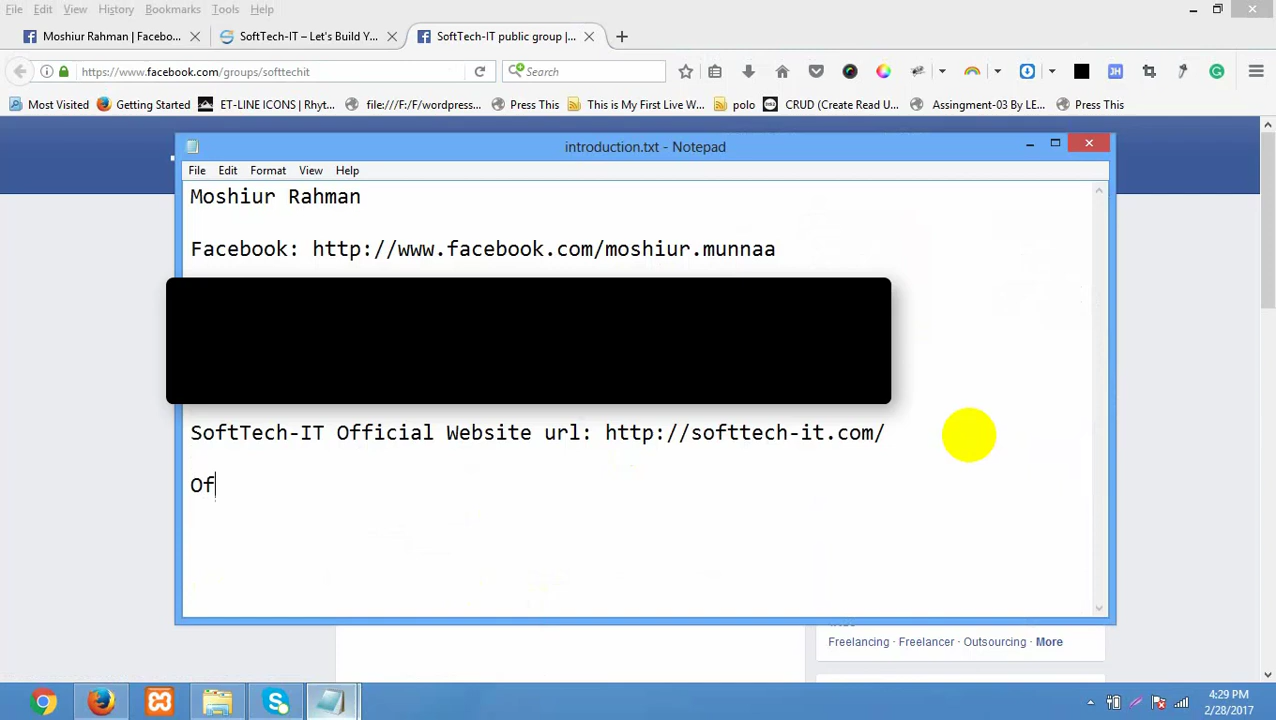 File Edit View History Bookmarks Tools Help
Moshiur Rahman | Facebo... SoftTech-IT – Let's Build Y... SoftTech-IT public group |...
https://www.facebook.com/groups/softtechit Search
Most Visited Getting Started ET-LINE ICONS | Rhyt... file:///F:/F/wordpress... Press This This is My First Live W... polo CRUD (Create Read U... Assingment-03 By LE... Press This
introduction.txt - Notepad
File Edit Format View Help
Moshiur Rahman
Facebook: http://www.facebook.com/moshiur.munnaa
SoftTech-IT Official Website url: http://softtech-it.com/
Of
Freelancing · Freelancer · Outsourcing · More
4:29 PM
2/28/2017